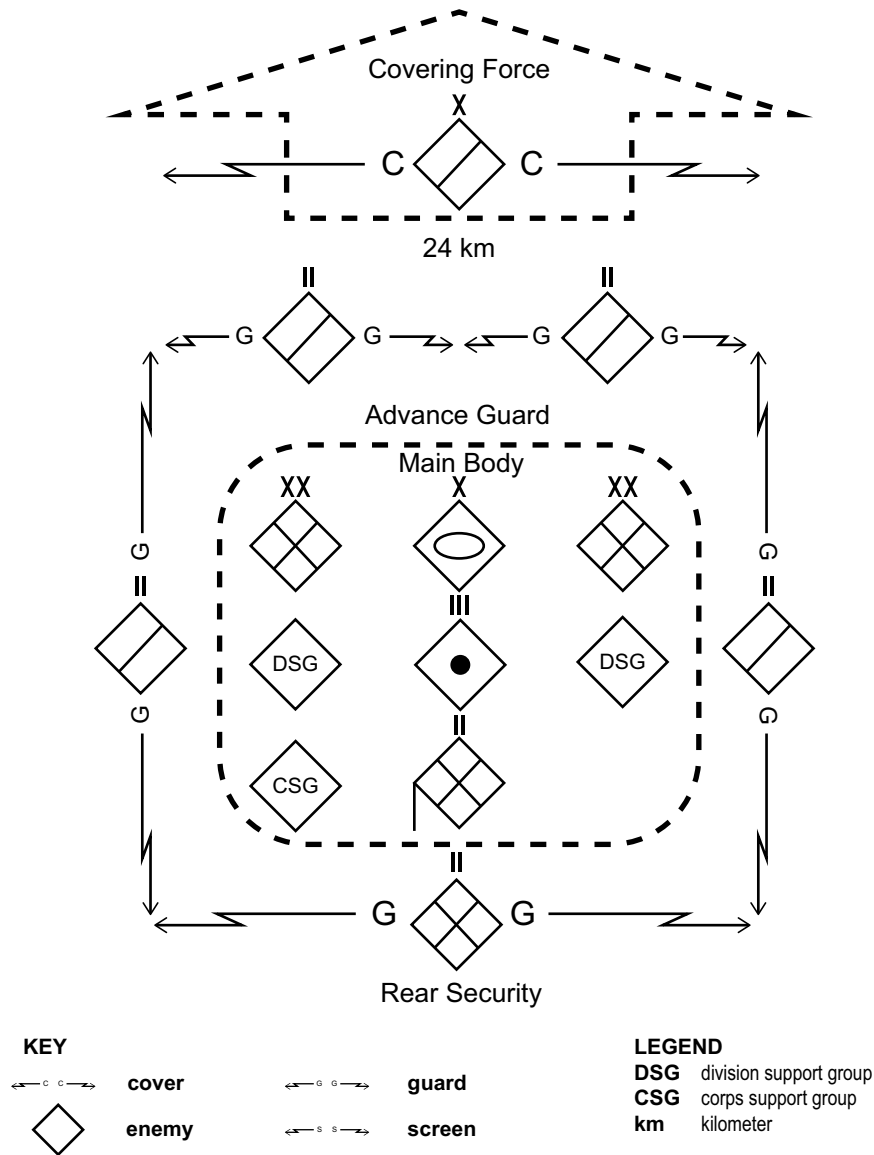 Covering Force
X
C C
24 km
II II
G G G G
Advance Guard
Main Body
XX X XX
G G
II II
III
DSG DSG
G G
II
CSG
II
G G
Rear Security
KEY
C C cover
G G guard
enemy
S S screen
LEGEND
DSG division support group
CSG corps support group
km kilometer